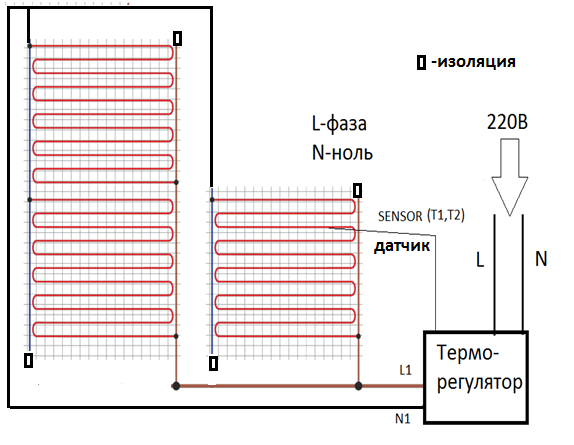 -изоляция
L-фаза
N-ноль
220В
SENSOR (T1,T2)
датчик
L
N
Термо-
регулятор
L1
N1